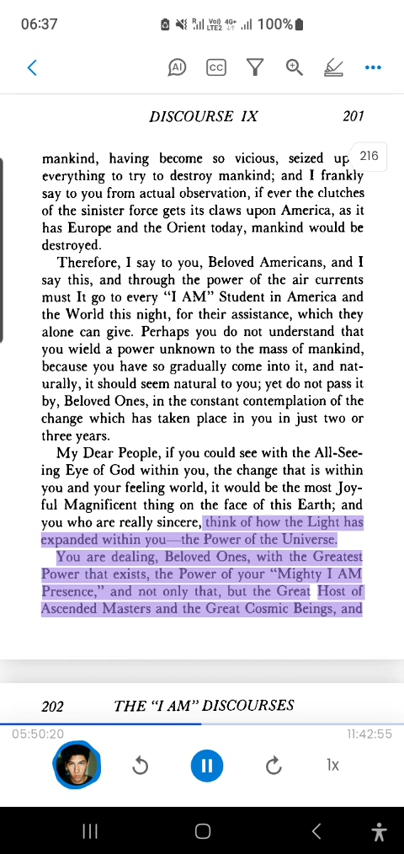 06:37
100%
AI CC
DISCOURSE IX 201
216
mankind, having become so vicious, seized up
everything to try to destroy mankind; and I frankly
say to you from actual observation, if ever the clutches
of the sinister force gets its claws upon America, as it
has Europe and the Orient today, mankind would be
destroyed.
Therefore, I say to you, Beloved Americans, and I
say this, and through the power of the air currents
must It go to every “I AM” Student in America and
the World this night, for their assistance, which they
alone can give. Perhaps you do not understand that
you wield a power unknown to the mass of mankind,
because you have so gradually come into it, and nat-
urally, it should seem natural to you; yet do not pass it
by, Beloved Ones, in the constant contemplation of the
change which has taken place in you in just two or
three years.
My Dear People, if you could see with the All-See-
ing Eye of God within you, the change that is within
you and your feeling world, it would be the most Joy-
ful Magnificent thing on the face of this Earth; and
you who are really sincere, think of how the Light has
expanded within you—the Power of the Universe.
You are dealing, Beloved Ones, with the Greatest
Power that exists, the Power of your “Mighty I AM
Presence,” and not only that, but the Great Host of
Ascended Masters and the Great Cosmic Beings, and
202 THE “I AM” DISCOURSES
05:50:20 11:42:55
1x